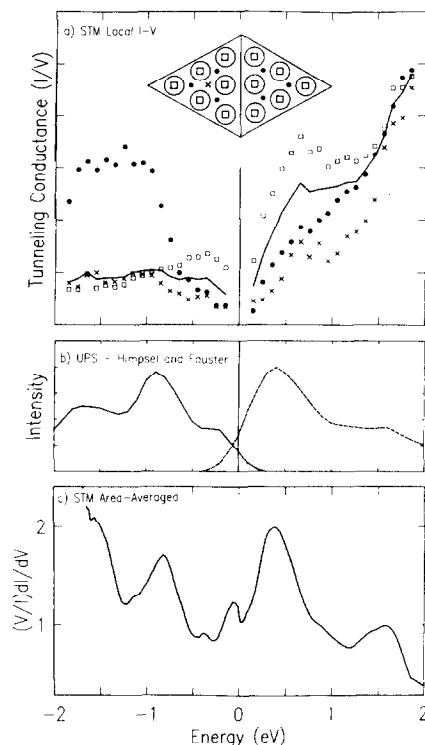 a) STM Local I-V
Tunneling Conductance (I/V)
b) UPS - Himpsel and Fauster
Intensity
c) STM Area-Averaged
(V/I)dI/dV
2
1
-2 -1 0 1 2
Energy (eV)